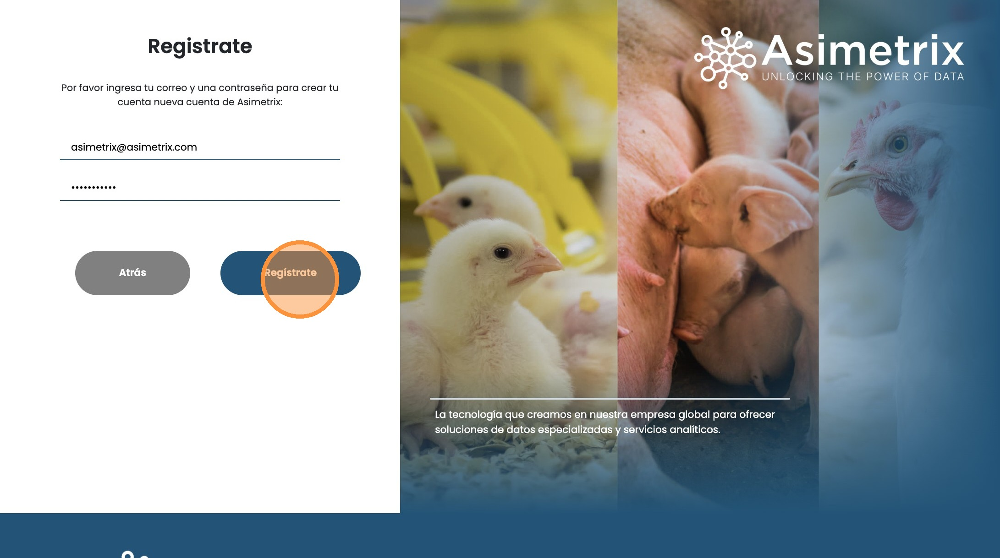 Registrate
Por favor ingresa tu correo y una contraseña para crear tu
cuenta nueva cuenta de Asimetrix:
asimetrix@asimetrix.com
•••••••••••
Atrás
Regístrate
Asimetrix
UNLOCKING THE POWER OF DATA
La tecnología que creamos en nuestra empresa global para ofrecer
soluciones de datos especializadas y servicios analíticos.